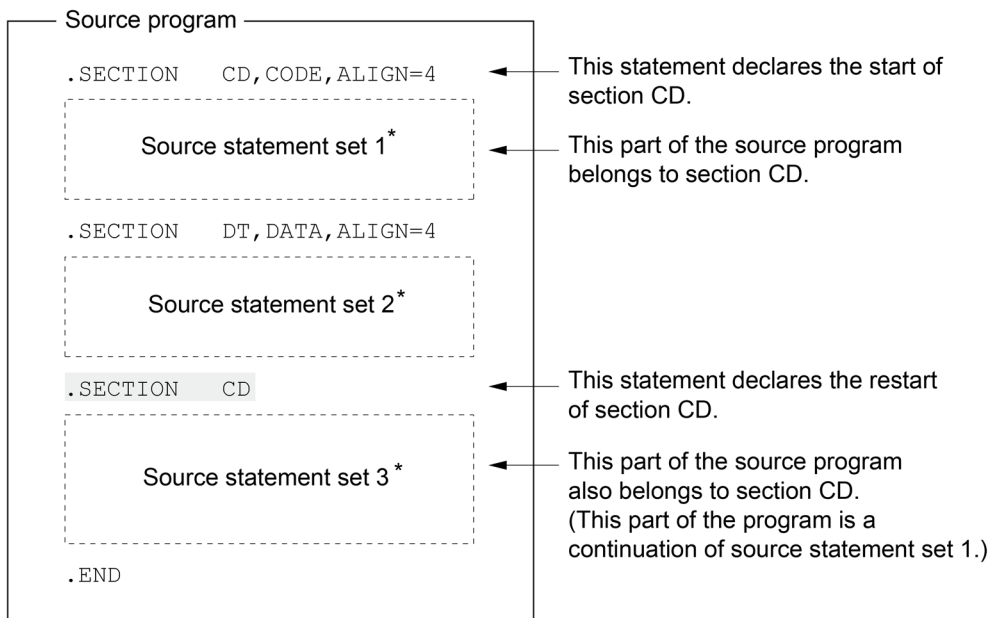 Source program
.SECTION CD,CODE,ALIGN=4
This statement declares the start of
section CD.
Source statement set 1*
This part of the source program
belongs to section CD.
.SECTION DT,DATA,ALIGN=4
Source statement set 2*
.SECTION CD
This statement declares the restart
of section CD.
Source statement set 3*
This part of the source program
also belongs to section CD.
(This part of the program is a
continuation of source statement set 1.)
.END